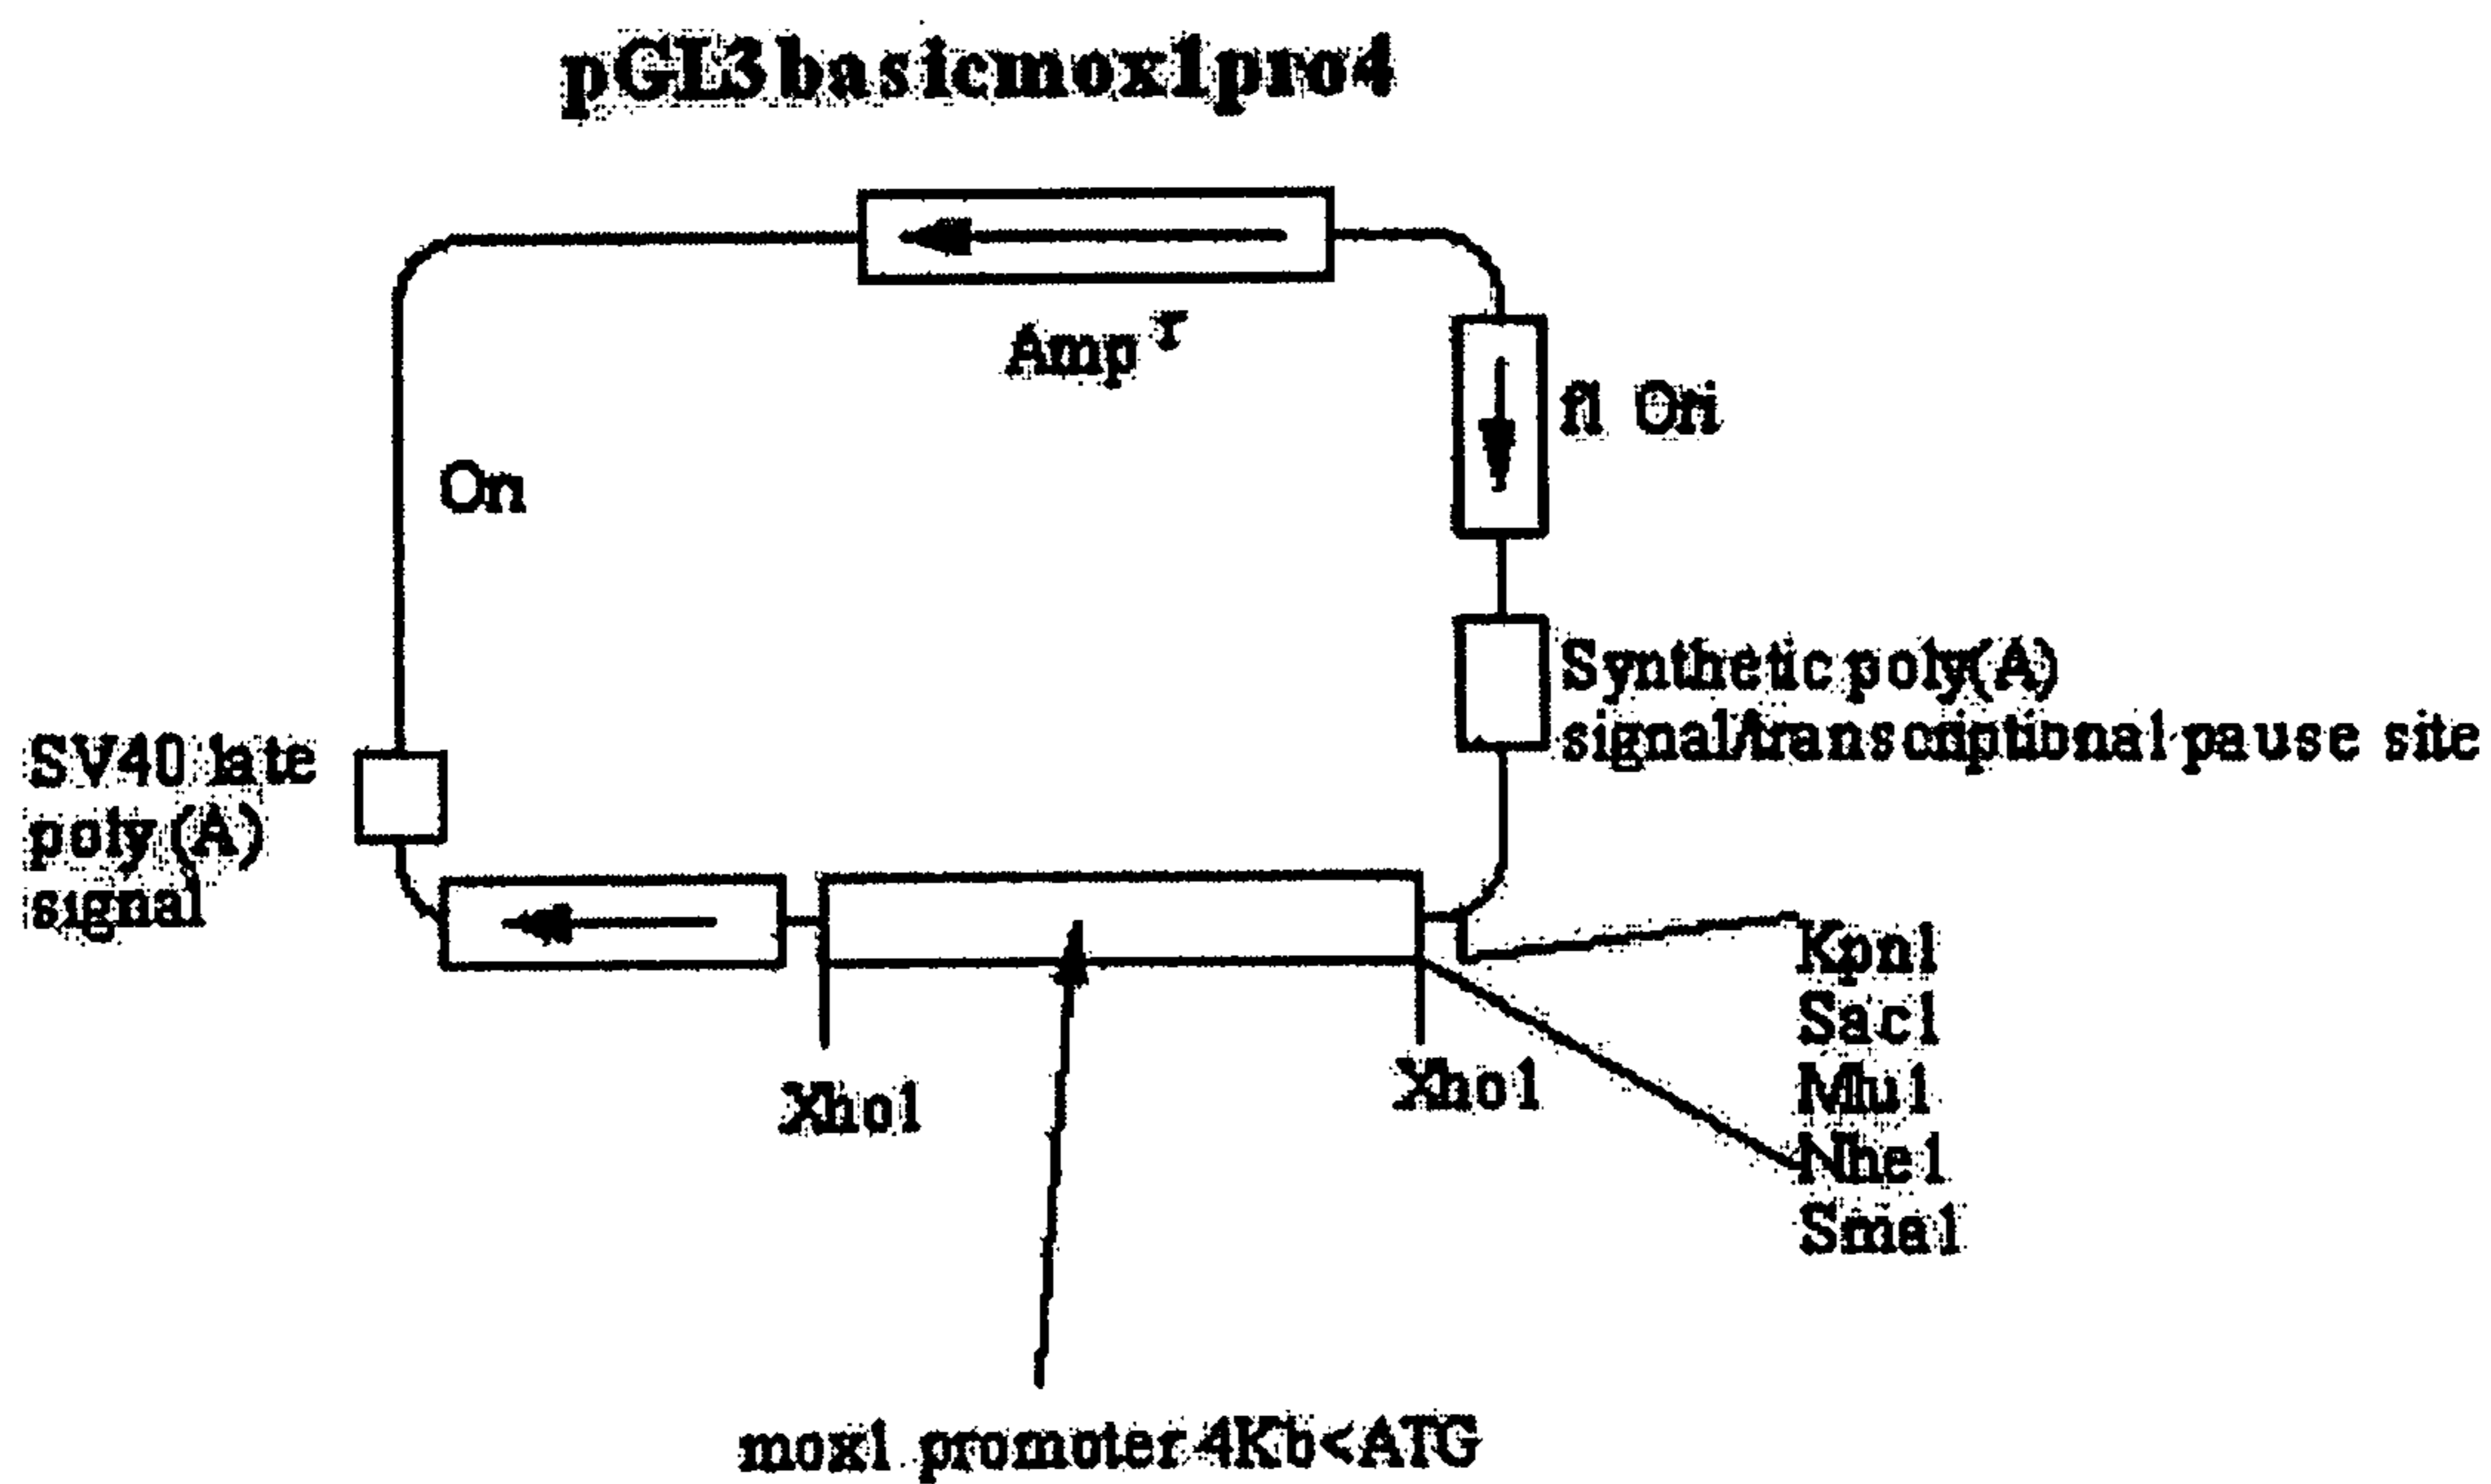 pGL3basicmox1pro4
Amp r
f1 Ori
Ori
Synthetic poly(A)
signal/transcriptional pause site
SV40 late
poly(A)
signal
Kpn1
Sac1
Mlu1
Nhe1
Sma1
Xho1
Xho1
mox1 promoter 4Kb<ATG